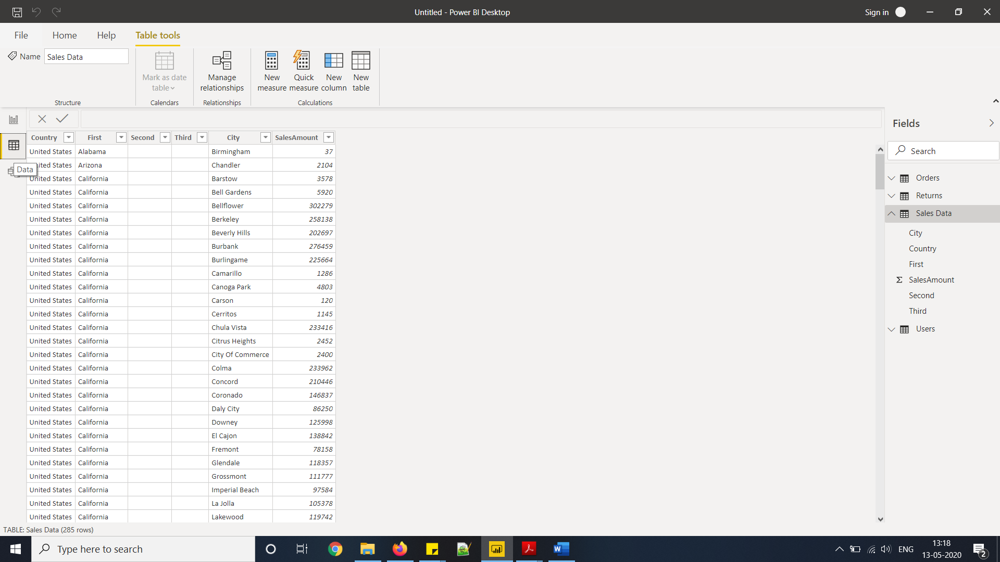 Untitled - Power BI Desktop
Sign in
File Home Help Table tools
Name Sales Data
Mark as date table
Manage relationships
New measure
Quick measure
New column
New table
Structure Calendars Relationships Calculations
Fields
Search
Orders
Returns
Sales Data
City
Country
First
Σ SalesAmount
Second
Third
Users
Data
Country First Second Third City SalesAmount
United States Alabama Birmingham 37
United States Arizona Chandler 2104
United States California Barstow 3578
United States California Bell Gardens 5920
United States California Bellflower 302279
United States California Berkeley 258138
United States California Beverly Hills 202697
United States California Burbank 276459
United States California Burlingame 225664
United States California Camarillo 1286
United States California Canoga Park 4803
United States California Carson 120
United States California Cerritos 1145
United States California Chula Vista 233416
United States California Citrus Heights 2452
United States California City Of Commerce 2400
United States California Colma 233962
United States California Concord 210446
United States California Coronado 146837
United States California Daly City 86250
United States California Downey 125998
United States California El Cajon 138842
United States California Fremont 78158
United States California Glendale 118357
United States California Grossmont 111777
United States California Imperial Beach 97584
United States California La Jolla 105378
United States California Lakewood 119742
TABLE: Sales Data (285 rows)
Type here to search
ENG
13:18
13-05-2020
2